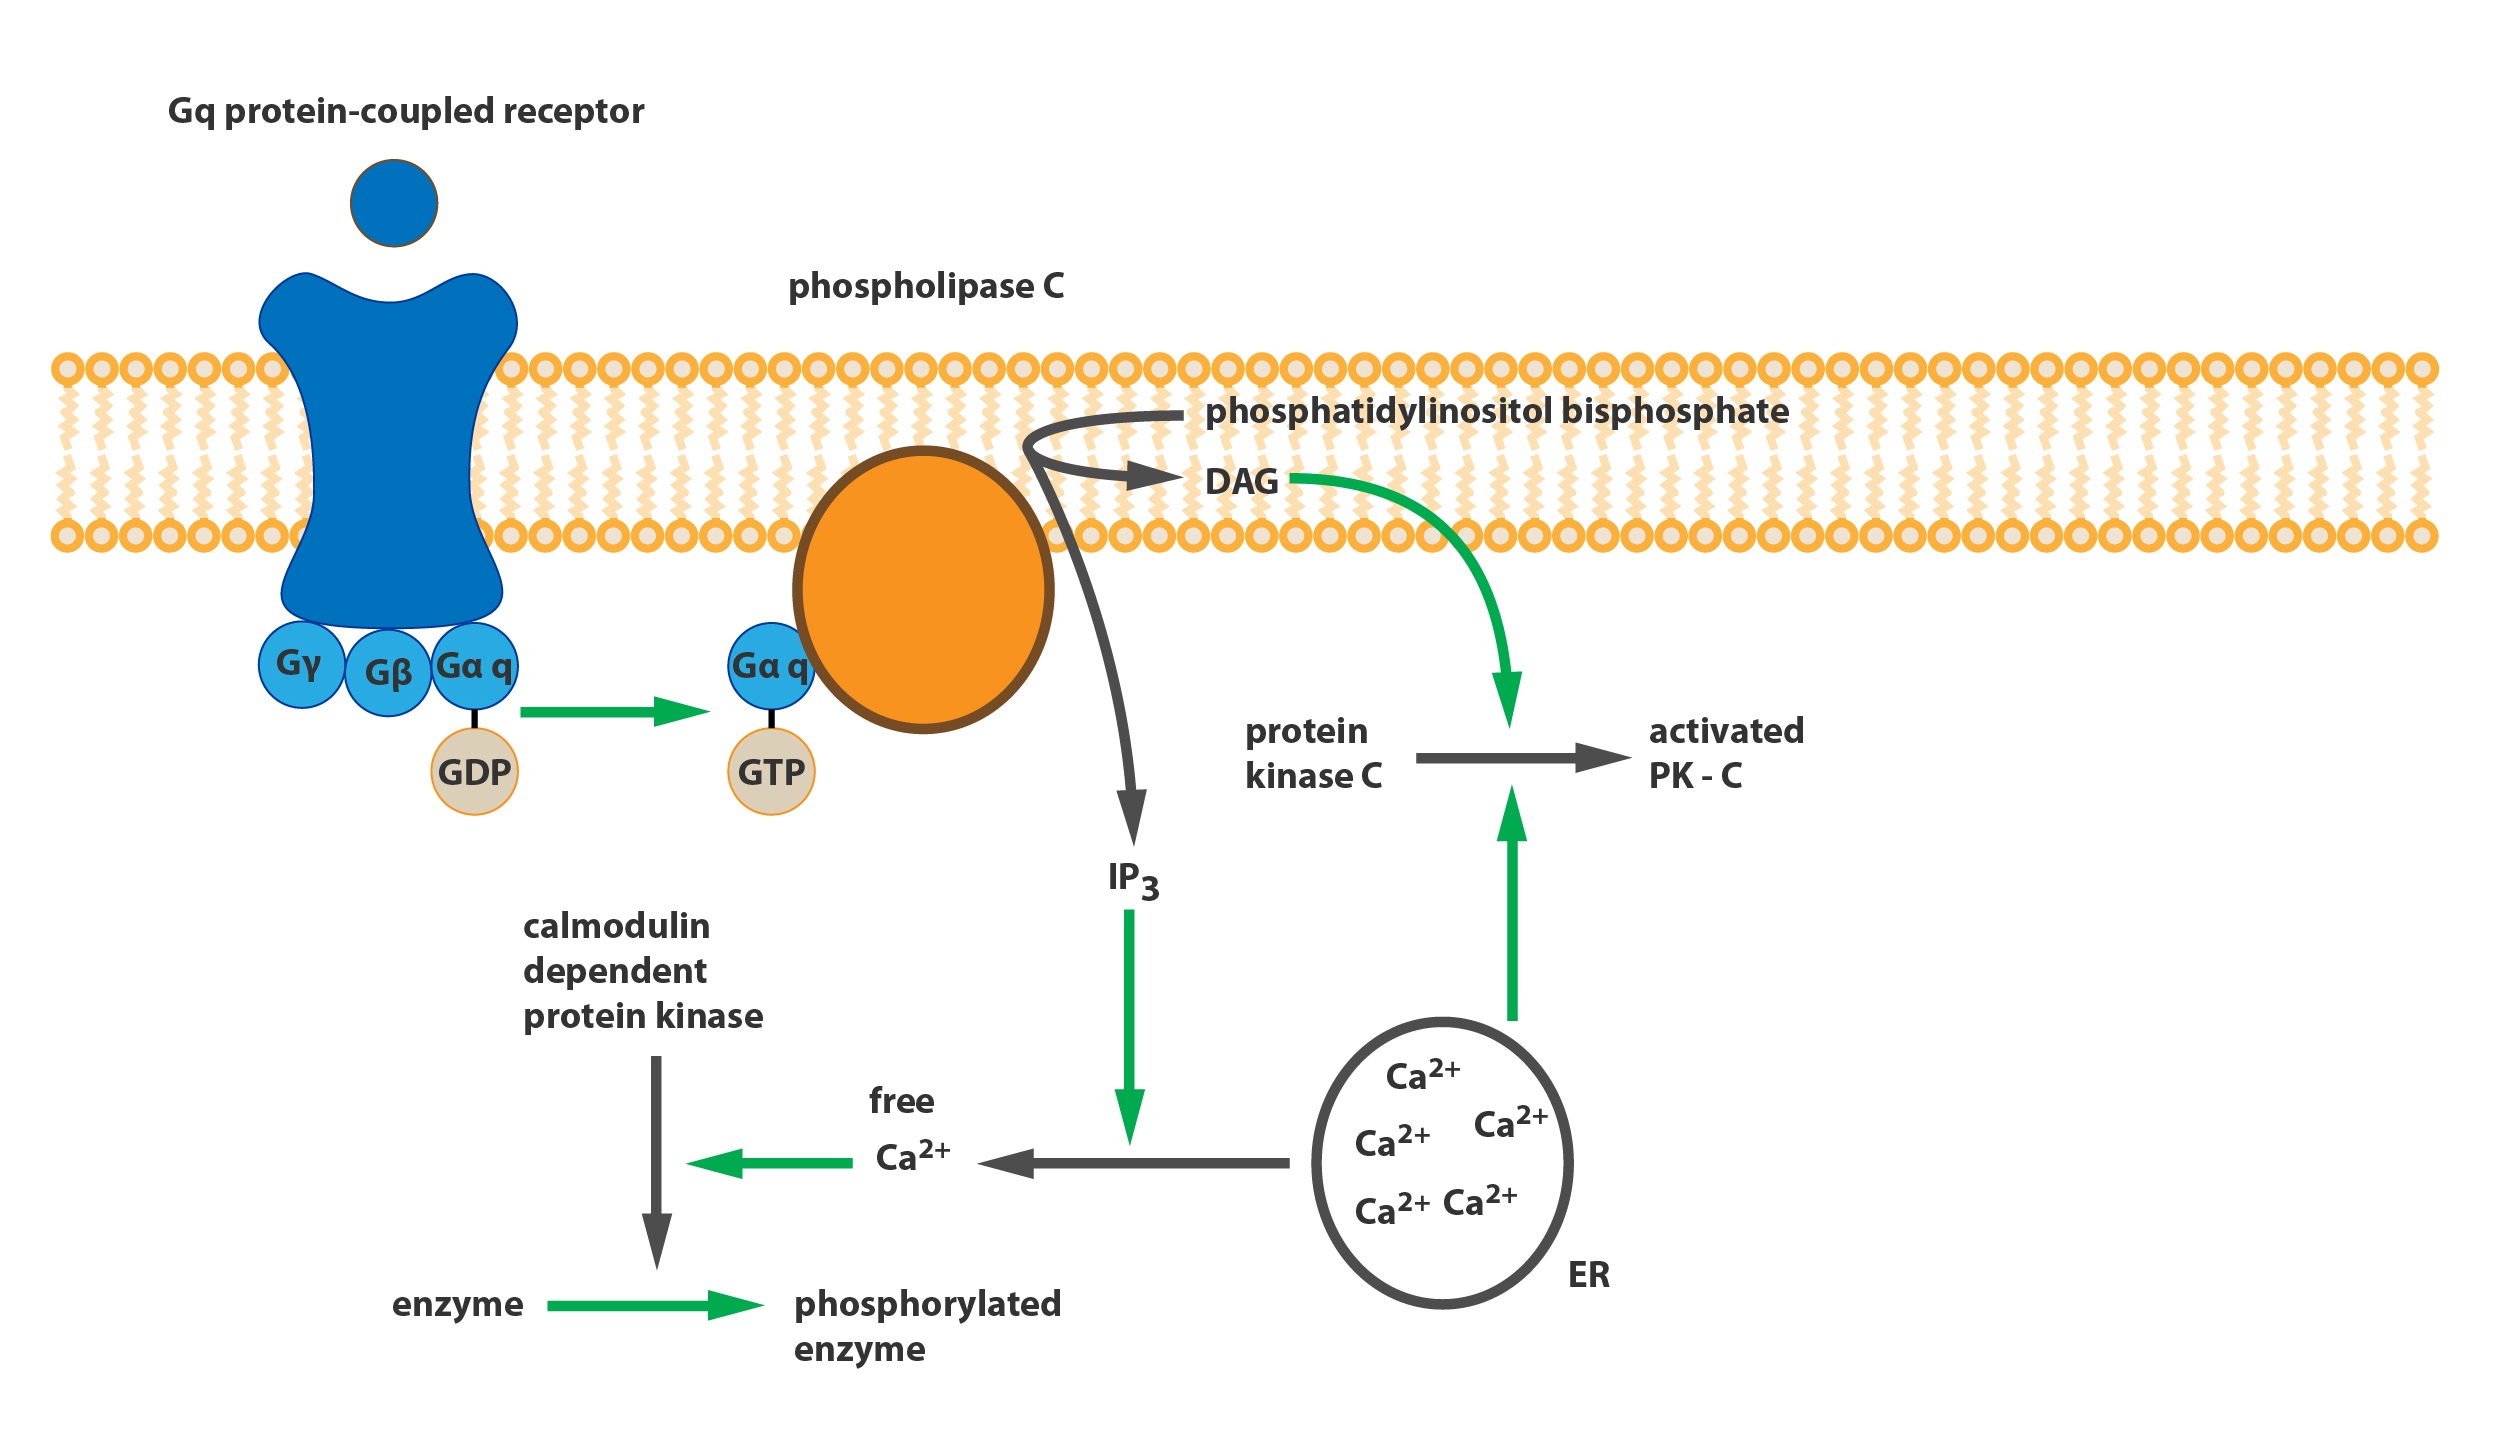 Gq protein-coupled receptor
phospholipase C
phosphatidylinositol bisphosphate
DAG
Gγ
Gβ
Gα q
GDP
Gα q
GTP
protein
kinase C
activated
PK - C
IP3
calmodulin
dependent
protein kinase
free
Ca2+
Ca2+
Ca2+
Ca2+
Ca2+
Ca2+
ER
enzyme
phosphorylated
enzyme